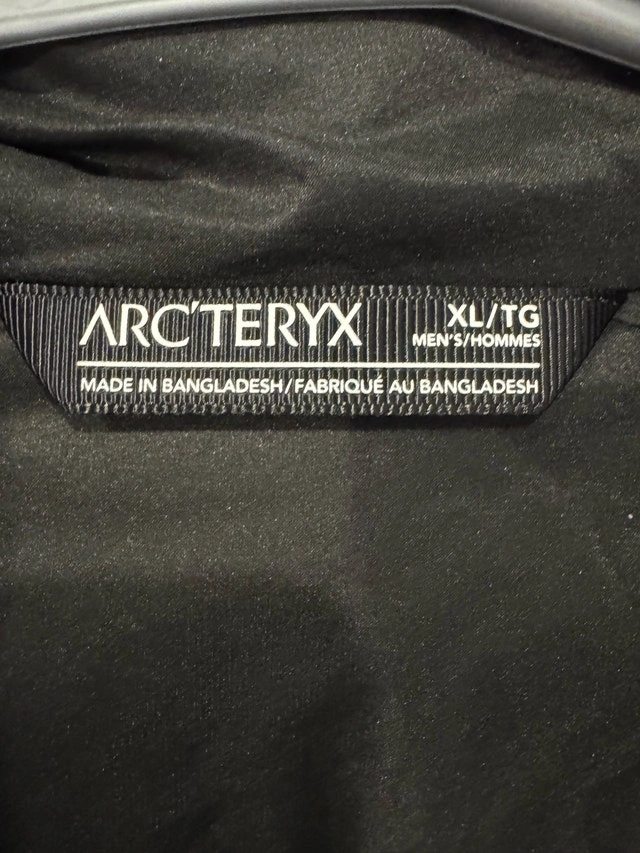 ARC'TERYX XL/TG
MEN'S/HOMMES
MADE IN BANGLADESH/FABRIQUÉ AU BANGLADESH